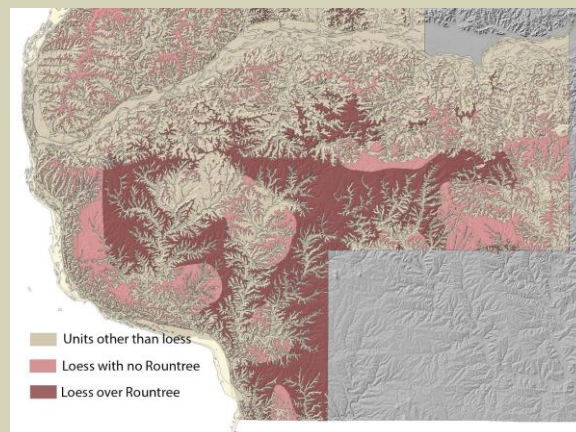 Units other than loess
Loess with no Rountree
Loess over Rountree